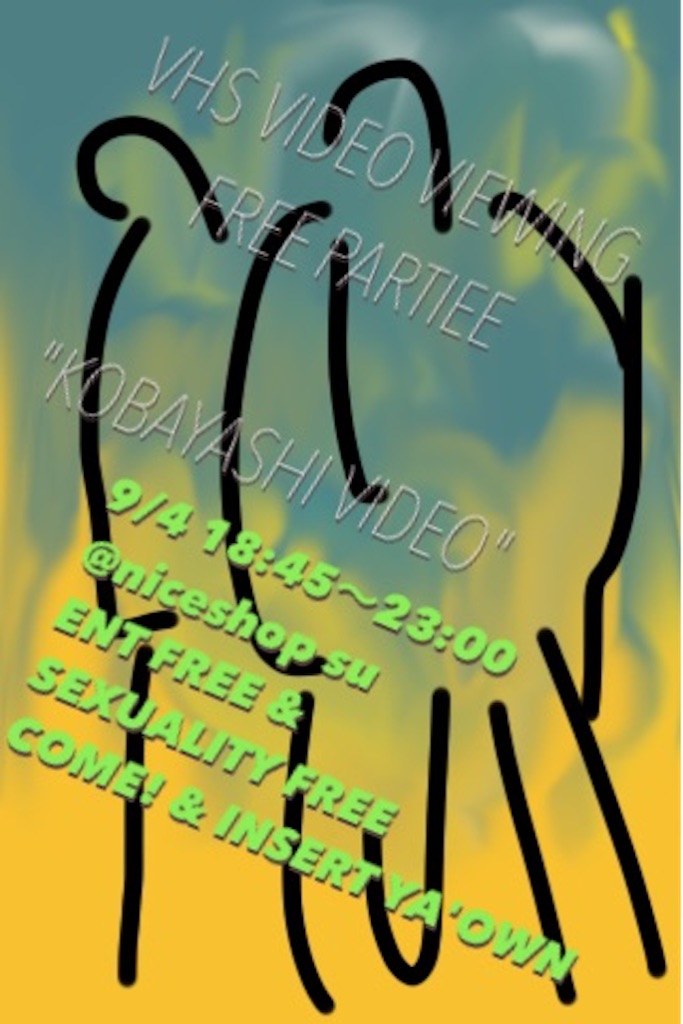 VHS VIDEO VIEWING
FREE PARTIEE
"KOBAYASHI VIDEO"
9/4 18:45～23:00
@niceshop su
ENT FREE &
SEXUALITY FREE
COME! & INSERT YA'OWN